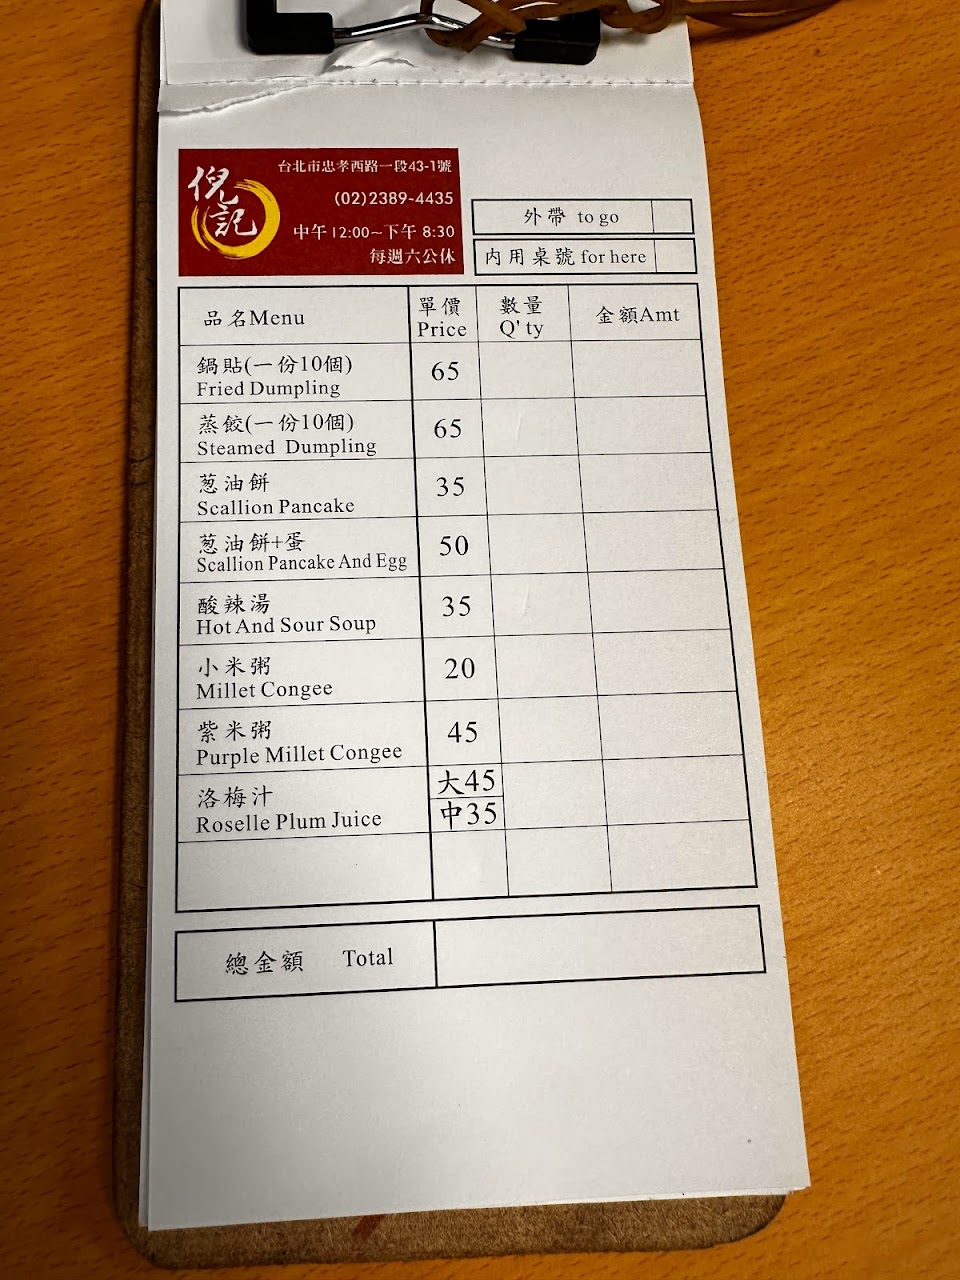 倪記
台北市忠孝西路一段43-1號
(02)2389-4435
中午12:00~下午8:30
每週六公休
外帶 to go
內用桌號 for here
品名Menu 單價 Price 數量 Q'ty 金額Amt
鍋貼(一份10個)
Fried Dumpling 65
蒸餃(一份10個)
Steamed Dumpling 65
葱油餅
Scallion Pancake 35
葱油餅+蛋
Scallion Pancake And Egg 50
酸辣湯
Hot And Sour Soup 35
小米粥
Millet Congee 20
紫米粥
Purple Millet Congee 45
洛梅汁 大45
Roselle Plum Juice 中35
總金額 Total